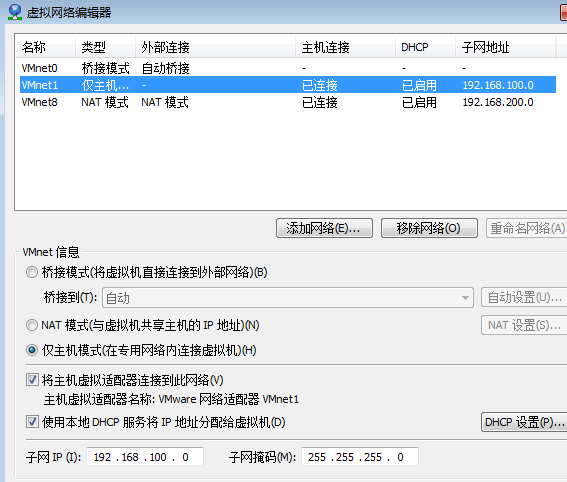 虚拟网络编辑器
名称 类型 外部连接 主机连接 DHCP 子网地址
VMnet0 桥接模式 自动桥接 - - -
VMnet1 仅主机... - 已连接 已启用 192.168.100.0
VMnet8 NAT 模式 NAT 模式 已连接 已启用 192.168.200.0
添加网络(E)... 移除网络(O) 重命名网络(A)
VMnet 信息
桥接模式(将虚拟机直接连接到外部网络)(B)
桥接到(T): 自动 自动设置(U)...
NAT 模式(与虚拟机共享主机的 IP 地址)(N) NAT 设置(S)...
仅主机模式(在专用网络内连接虚拟机)(H)
将主机虚拟适配器连接到此网络(V)
主机虚拟适配器名称: VMware 网络适配器 VMnet1
使用本地 DHCP 服务将 IP 地址分配给虚拟机(D) DHCP 设置(P)...
子网 IP (I): 192 . 168 . 100 . 0 子网掩码(M): 255 . 255 . 255 . 0